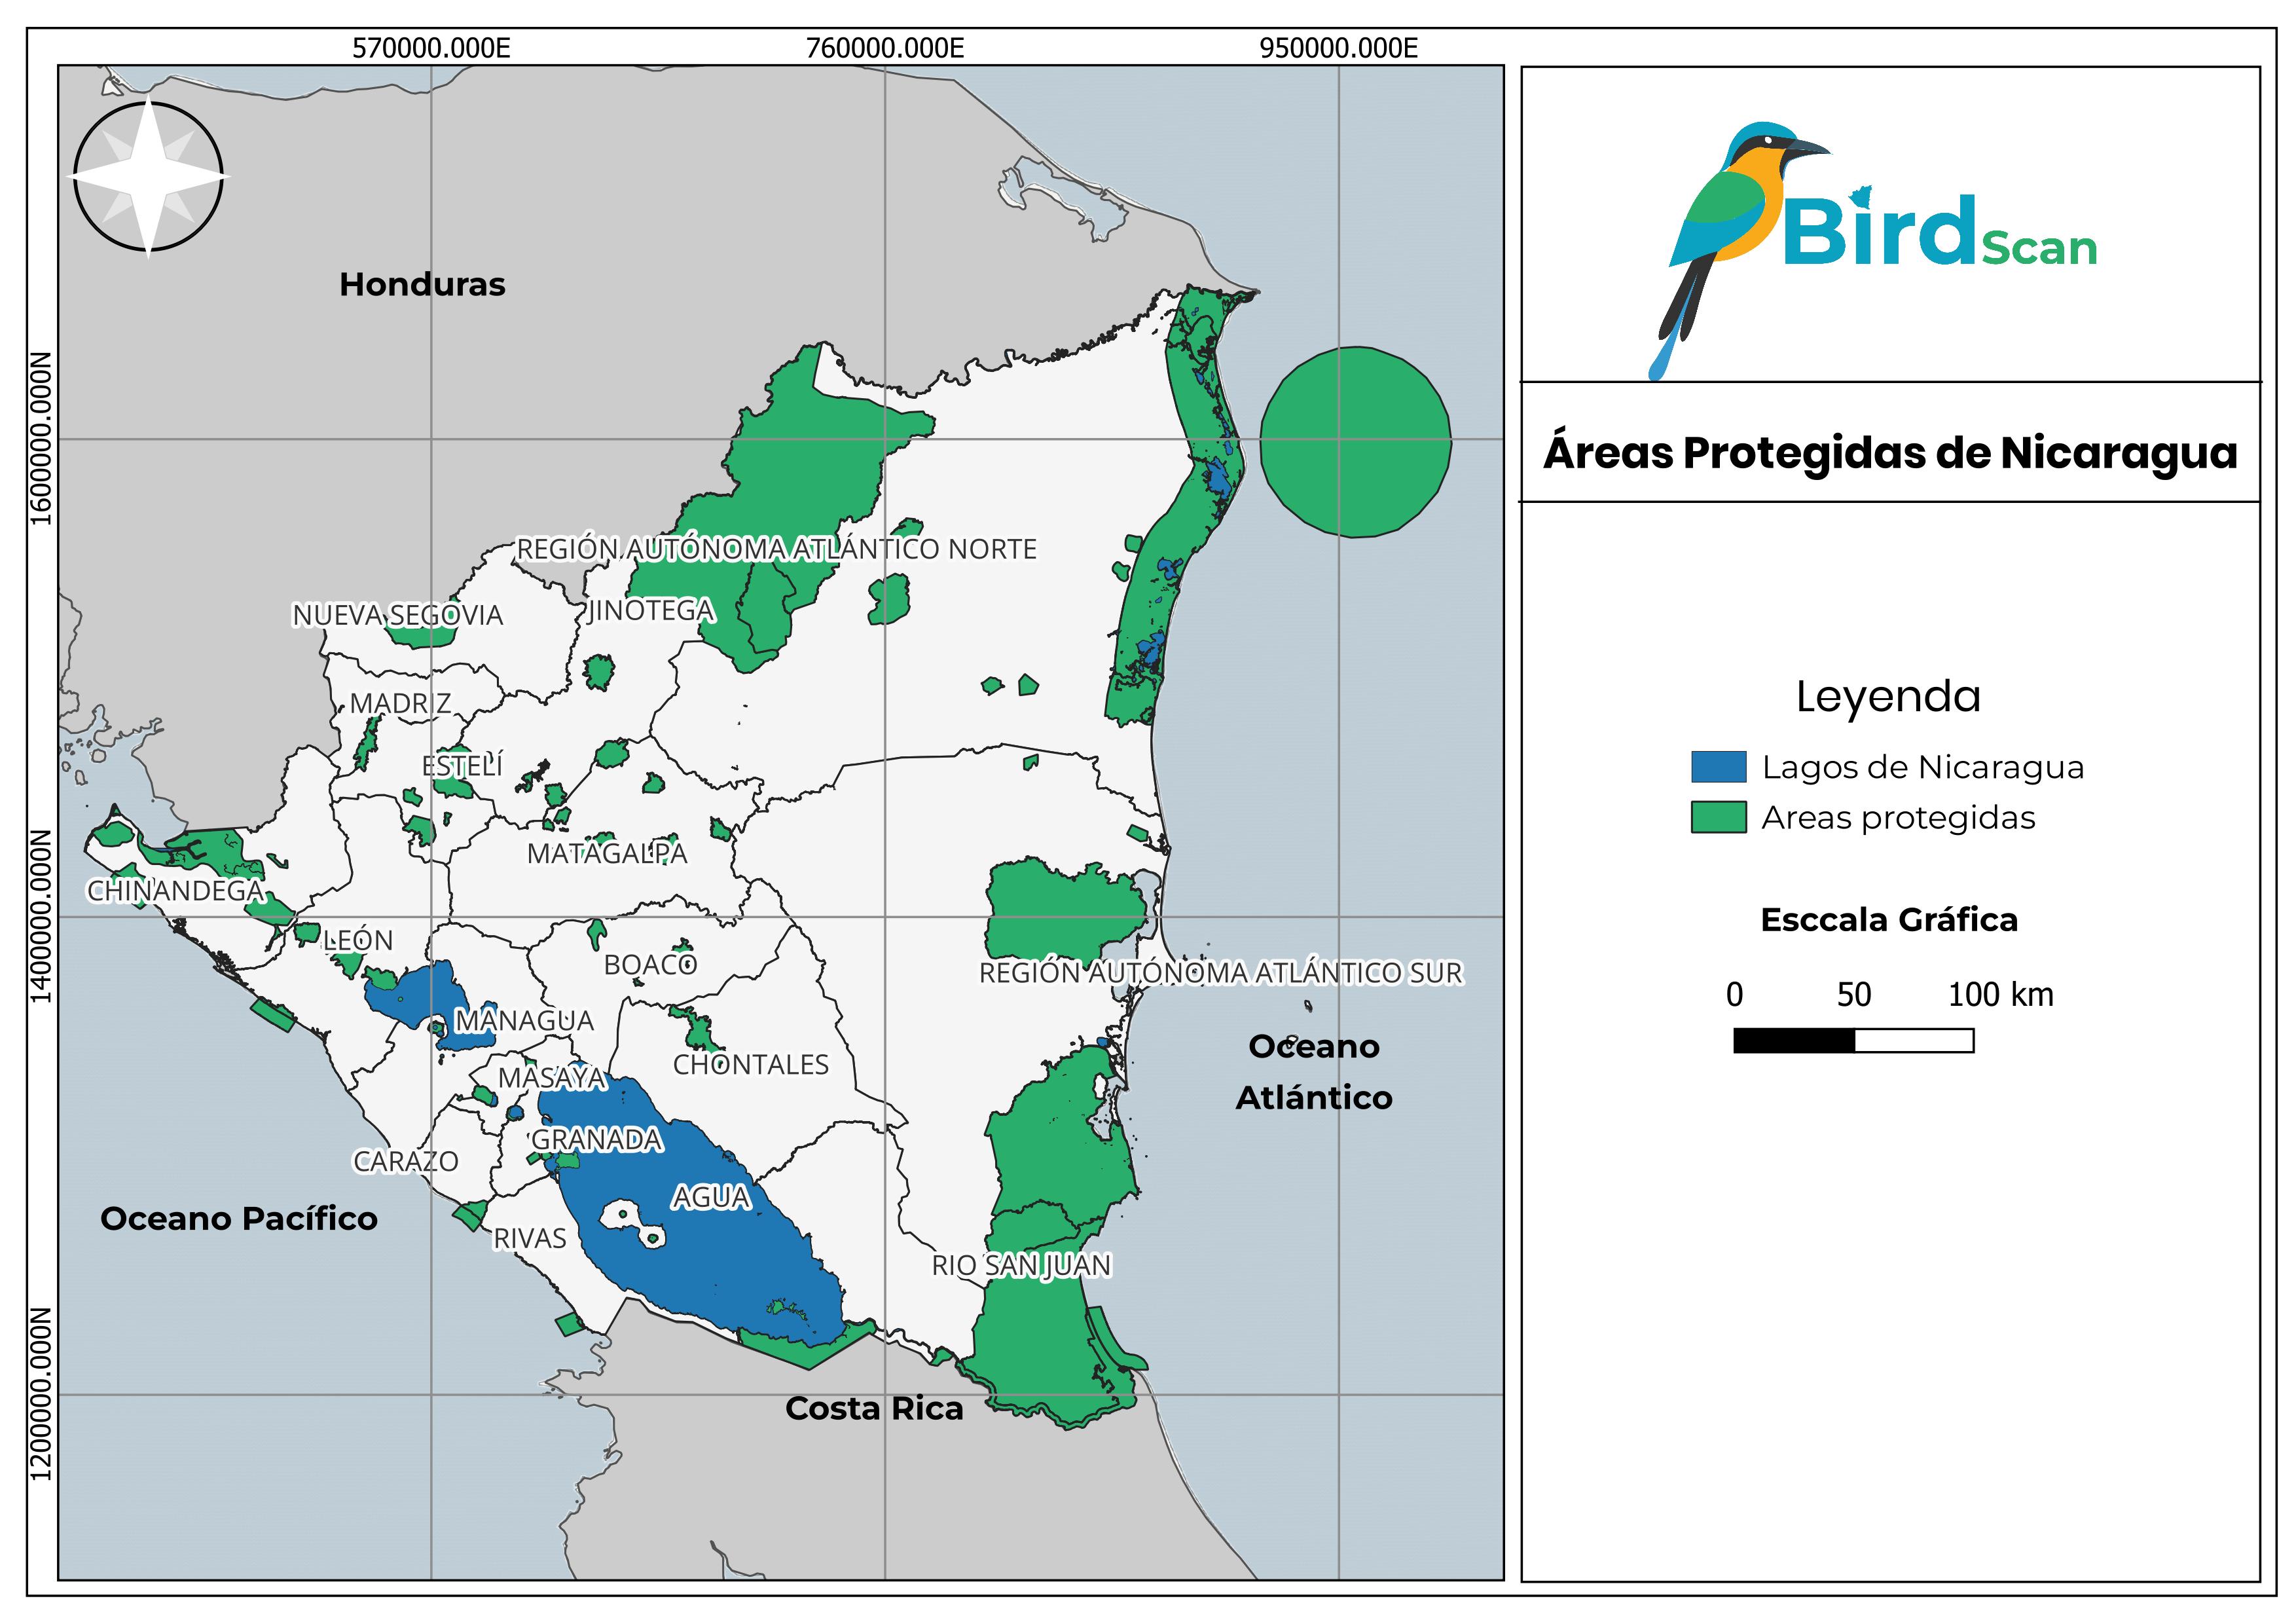 570000.000E
760000.000E
950000.000E
1600000.000N
1400000.000N
1200000.000N
Honduras
REGIÓN AUTÓNOMA ATLÁNTICO NORTE
NUEVA SEGOVIA
JINOTEGA
MADRIZ
ESTELÍ
MATAGALPA
CHINANDEGA
LEÓN
BOACO
REGIÓN AUTÓNOMA ATLÁNTICO SUR
MANAGUA
CHONTALES
MASAYA
GRANADA
CARAZO
AGUA
RIVAS
RIO SAN JUAN
Oceano
Atlántico
Oceano Pacífico
Costa Rica
BirdScan
Áreas Protegidas de Nicaragua
Leyenda
Lagos de Nicaragua
Areas protegidas
Esccala Gráfica
0 50 100 km